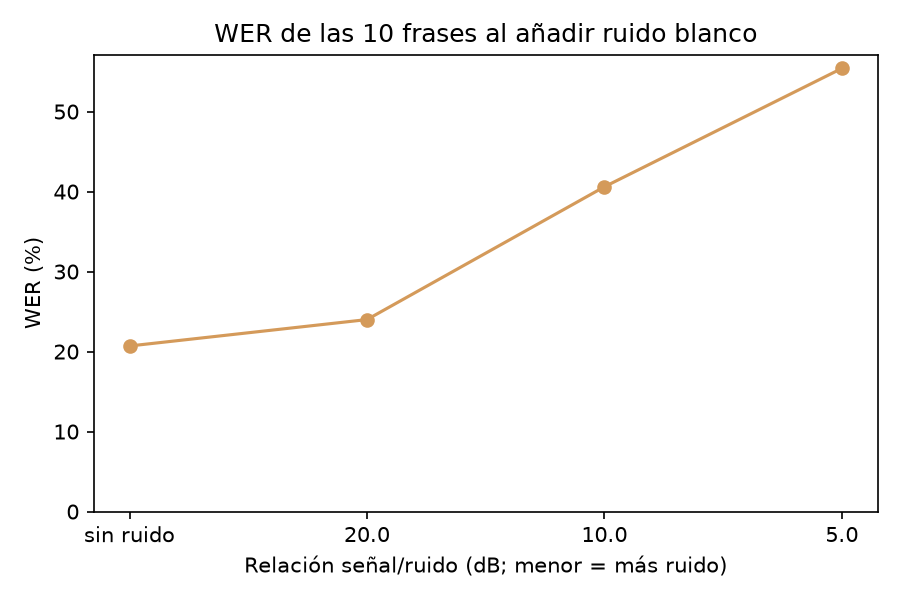 WER de las 10 frases al añadir ruido blanco
WER (%)
50
40
30
20
10
0
sin ruido 20.0 10.0 5.0
Relación señal/ruido (dB; menor = más ruido)